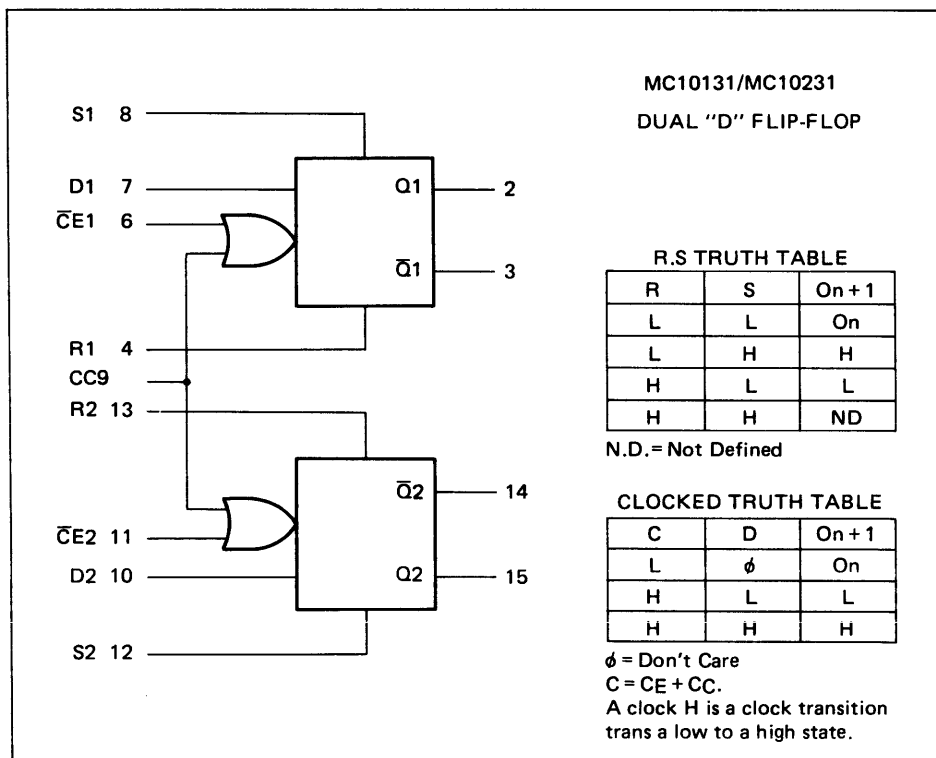 MC10131/MC10231
DUAL "D" FLIP-FLOP
S1 8
D1 7
C̅E1 6
R1 4
CC9
R2 13
C̅E2 11
D2 10
S2 12
Q1 2
Q̅1 3
Q̅2 14
Q2 15
R.S TRUTH TABLE
R S On + 1
L L On
L H H
H L L
H H ND
N.D. = Not Defined
CLOCKED TRUTH TABLE
C D On + 1
L ϕ On
H L L
H H H
ϕ = Don't Care
C = CE + CC.
A clock H is a clock transition
trans a low to a high state.